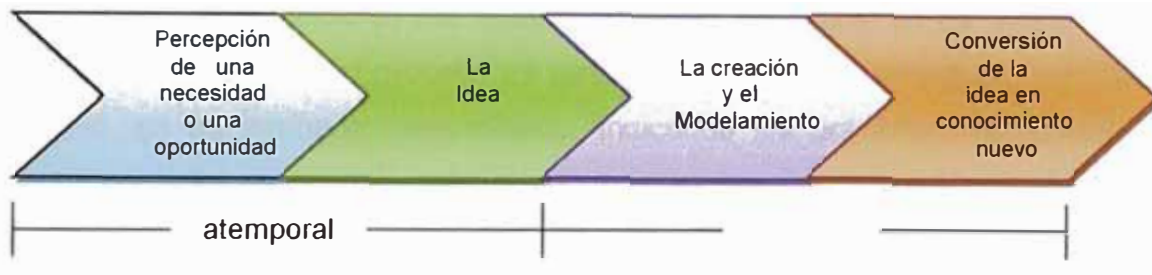 Percepción
de una
necesidad
o una
oportunidad
La
Idea
La creación
y el
Modelamiento
Conversión
de la
idea en
conocimiento
nuevo
atemporal